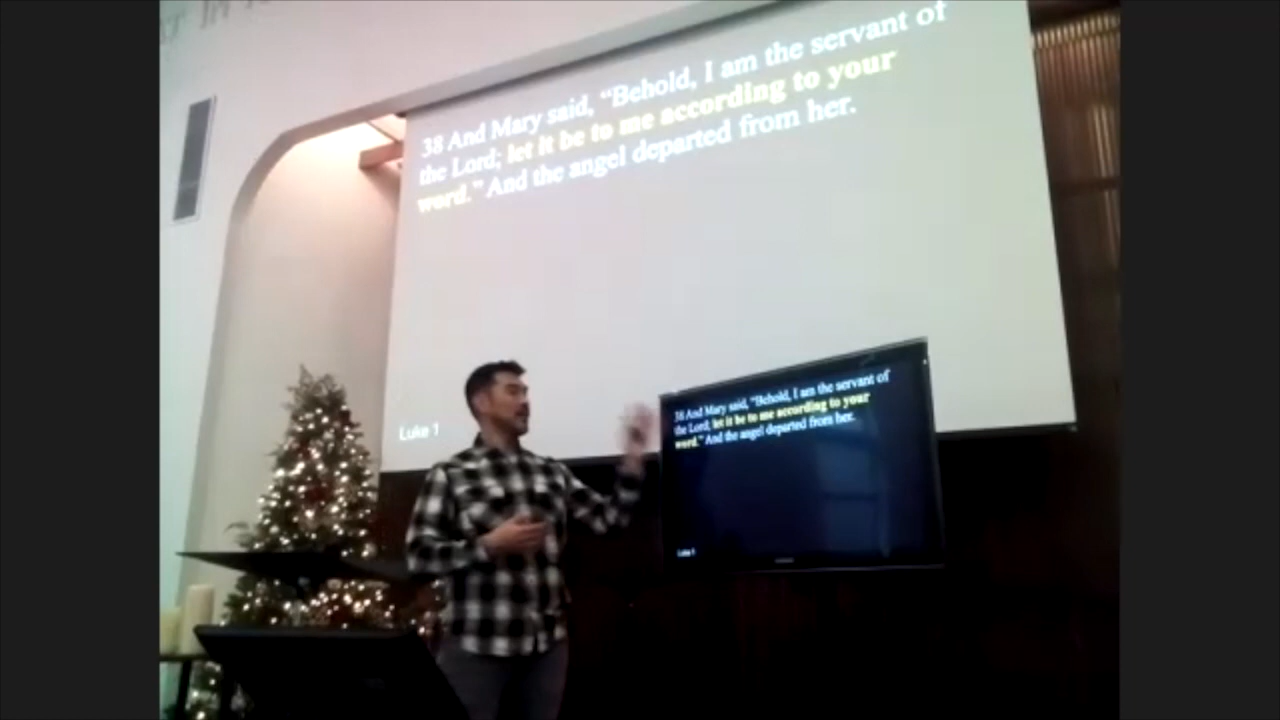 38 And Mary said, “Behold, I am the servant of
the Lord; let it be to me according to your
word.” And the angel departed from her.
Luke 1
38 And Mary said, “Behold, I am the servant of
the Lord; let it be to me according to your
word.” And the angel departed from her.
Luke 1